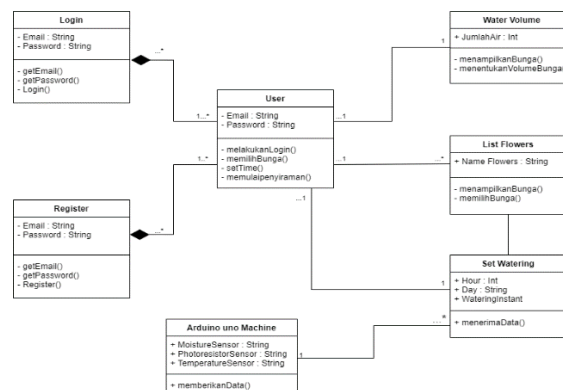 Login
- Email : String
- Password : String
- getEmail()
- getPassword()
- Login()
...*
1...*
User
- Email : String
- Password : String
- melakukanLogin()
- memilihBunga()
- setTime()
- memulaipenyiraman()
...1
1
Water Volume
+ JumlahAir : Int
- menampilkanBunga()
- menentukanVolumeBunga
1..*
...1
...*
List Flowers
+ Name Flowers : String
- menampilkanBunga()
- memilihBunga()
Register
- Email : String
- Password : String
- getEmail()
- getPassword()
- Register()
...*
...1
1
Set Watering
+ Hour : Int
+ Day : String
+ WateringInstant
+ menerimaData()
...*
Arduino uno Machine
+ MoistureSensor : String
+ PhotoresistorSensor : String
+ TemperatureSensor : String
+ memberikanData()
1